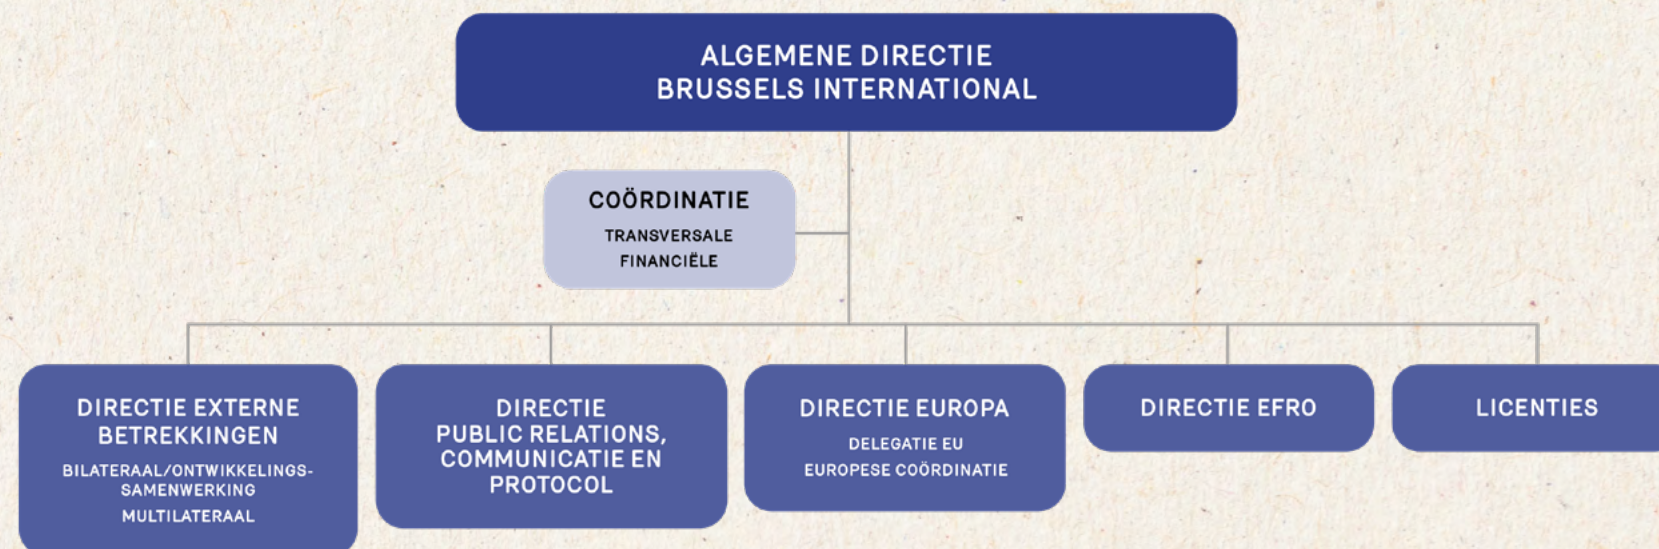 ALGEMENE DIRECTIE
BRUSSELS INTERNATIONAL
COÖRDINATIE
TRANSVERSALE
FINANCIËLE
DIRECTIE EXTERNE
BETREKKINGEN
BILATERAAL/ONTWIKKELINGS-
SAMENWERKING
MULTILATERAAL
DIRECTIE
PUBLIC RELATIONS,
COMMUNICATIE EN
PROTOCOL
DIRECTIE EUROPA
DELEGATIE EU
EUROPESE COÖRDINATIE
DIRECTIE EFRO
LICENTIES